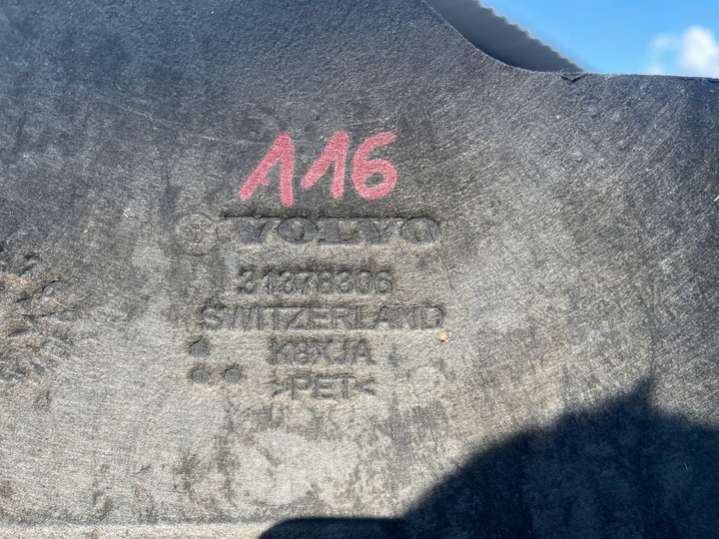 116
VOLVO
31378306
SWITZERLAND
K8XJA
>PET<